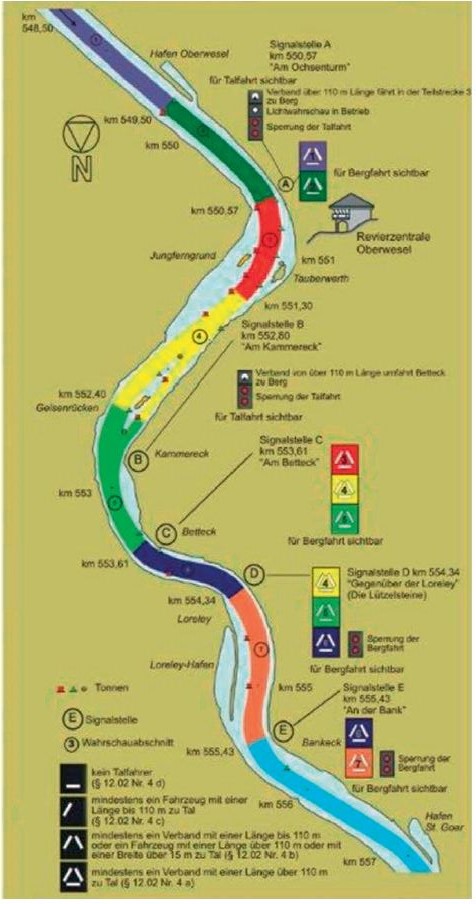 km
548,50
Hafen Oberwesel
km 549,50
km 550
N
Signalstelle A
km 550,57
"Am Ochsenturm"
für Talfahrt sichtbar
Verband über 110 m Länge fährt in der Teilstrecke 3
zu Berg
Lichtwahrschau in Betrieb
Sperrung der Talfahrt
A
für Bergfahrt sichtbar
Revierzentrale
Oberwesel
km 550,57
Jungferngrund
km 551
Tauberwerth
km 551,30
4
Signalstelle B
km 552,80
"Am Kammereck"
Verband von über 110 m Länge umfährt Betteck
zu Berg
Sperrung der Talfahrt
für Talfahrt sichtbar
km 552,40
Geisenrücken
B
Kammereck
Signalstelle C
km 553,61
"Am Betteck"
4
für Bergfahrt sichtbar
km 553
C
Betteck
km 553,61
D
Signalstelle D km 554,34
"Gegenüber der Loreley"
(Die Lützelsteine)
4
Sperrung der
Bergfahrt
für Bergfahrt sichtbar
km 554,34
Loreley
7
Loreley-Hafen
km 555
Signalstelle E
km 555,43
"An der Bank"
E
Bankeck
7
Sperrung der
Bergfahrt
für Bergfahrt sichtbar
km 555,43
km 556
Hafen
St. Goar
km 557
Tonnen
E Signalstelle
3 Wahrschauabschnitt
kein Talfahrer
(§ 12.02 Nr. 4 d)
mindestens ein Fahrzeug mit einer
Länge bis 110 m zu Tal
(§ 12.02 Nr. 4 c)
mindestens ein Verband mit einer Länge bis 110 m
oder ein Fahrzeug mit einer Länge über 110 m oder mit
einer Breite über 15 m zu Tal (§ 12.02 Nr. 4 b)
mindestens ein Verband mit einer Länge über 110 m
zu Tal (§ 12.02 Nr. 4 a)